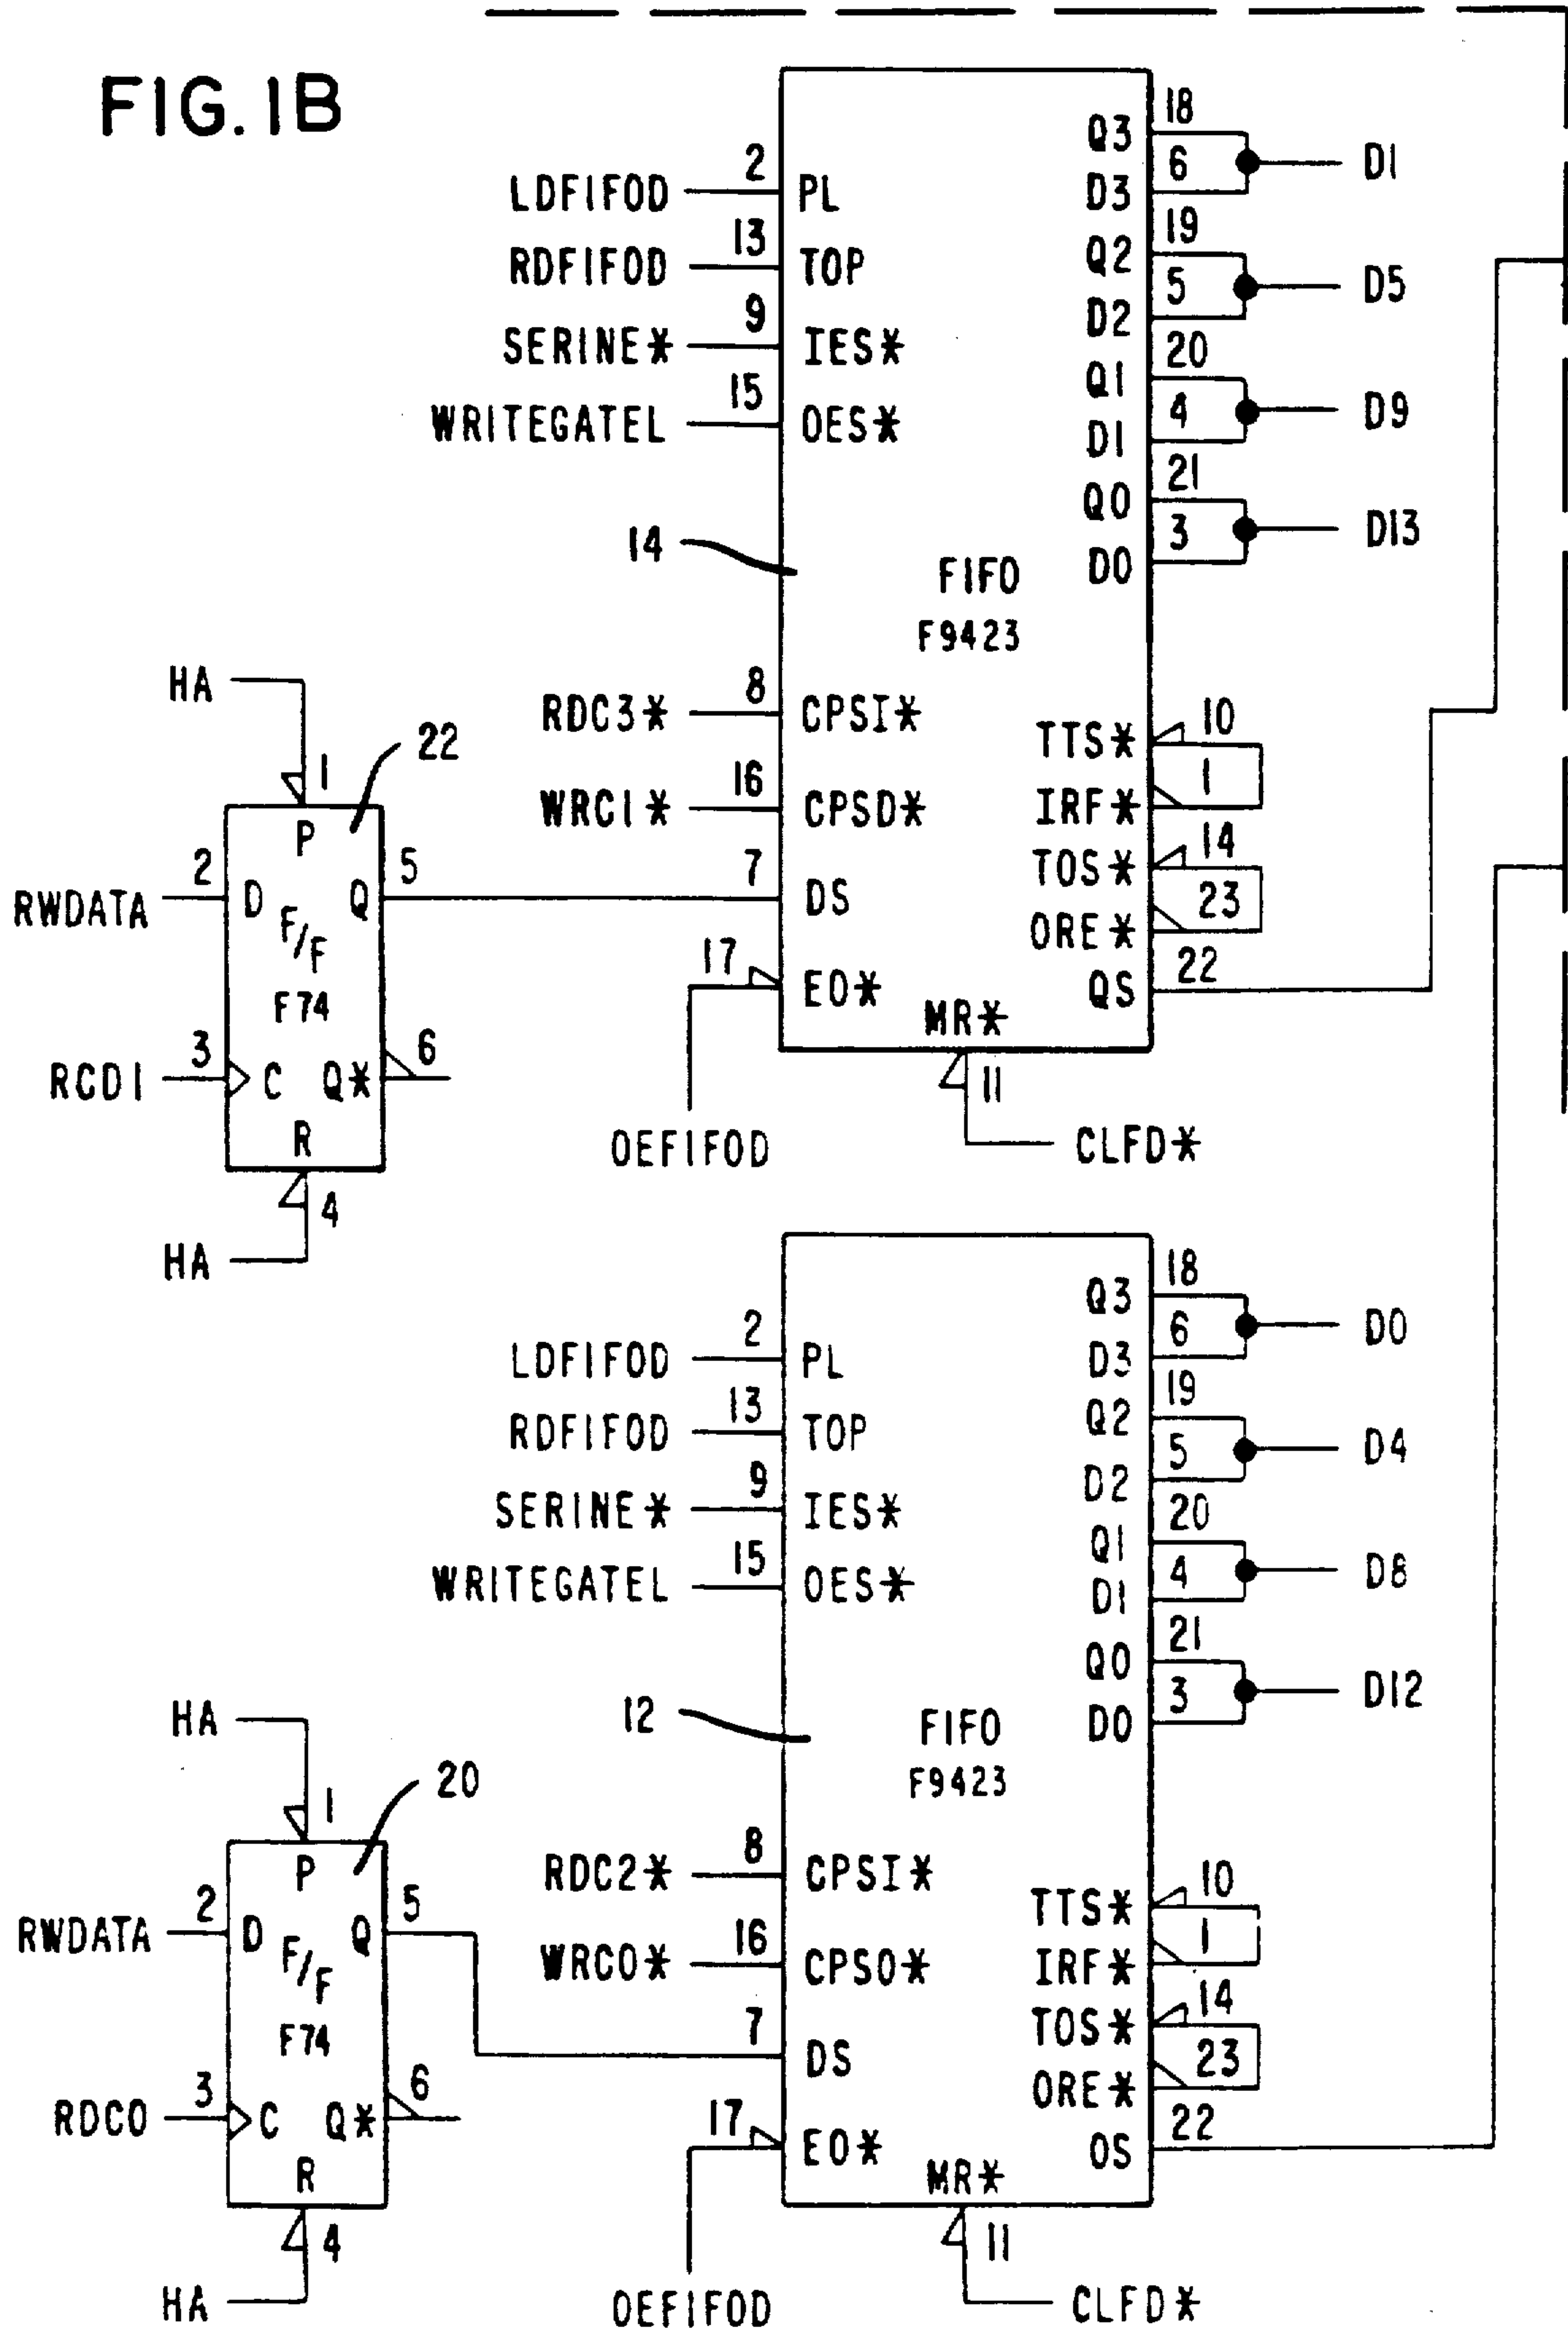 FIG. 1B
18
Q3
D1
6
D3
2
LDFIFOD
PL
19
Q2
D5
5
D2
13
RDFIFOD
TOP
9
SERINE*
IES*
20
Q1
D9
4
D1
15
WRITEGATEL
OES*
21
Q0
D13
3
D0
14
FIFO
F9423
HA
1
22
8
RDC3*
CPSI*
10
TTS*
1
IRF*
16
WRC1*
CPSD*
P
14
TOS*
23
ORE*
2
RWDATA
D
Q
5
7
DS
F/F
F74
22
QS
17
EO*
MR*
3
RCD1
C
Q*
6
R
11
OEFIFOD
CLFD*
4
HA
18
Q3
D0
6
D3
2
LDFIFOD
PL
19
Q2
D4
5
D2
13
RDFIFOD
TOP
9
SERINE*
IES*
20
Q1
D8
4
D1
15
WRITEGATEL
OES*
21
Q0
D12
3
D0
12
FIFO
F9423
HA
1
20
8
RDC2*
CPSI*
10
TTS*
1
IRF*
P
2
RWDATA
D
Q
5
16
WRC0*
CPSO*
F/F
F74
14
TOS*
23
ORE*
7
DS
3
RDC0
C
Q*
6
22
OS
17
EO*
MR*
R
4
11
HA
OEFIFOD
CLFD*